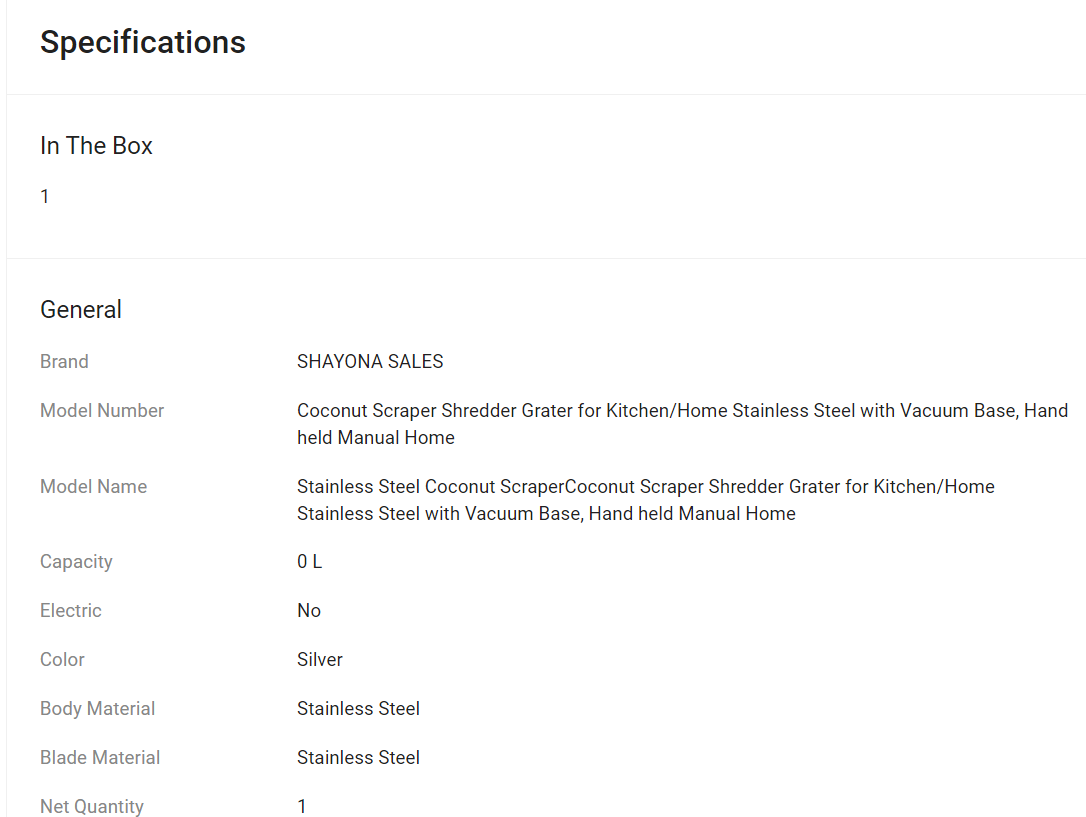 Specifications
In The Box
1
General
Brand SHAYONA SALES
Model Number Coconut Scraper Shredder Grater for Kitchen/Home Stainless Steel with Vacuum Base, Hand
held Manual Home
Model Name Stainless Steel Coconut ScraperCoconut Scraper Shredder Grater for Kitchen/Home
Stainless Steel with Vacuum Base, Hand held Manual Home
Capacity 0 L
Electric No
Color Silver
Body Material Stainless Steel
Blade Material Stainless Steel
Net Quantity 1